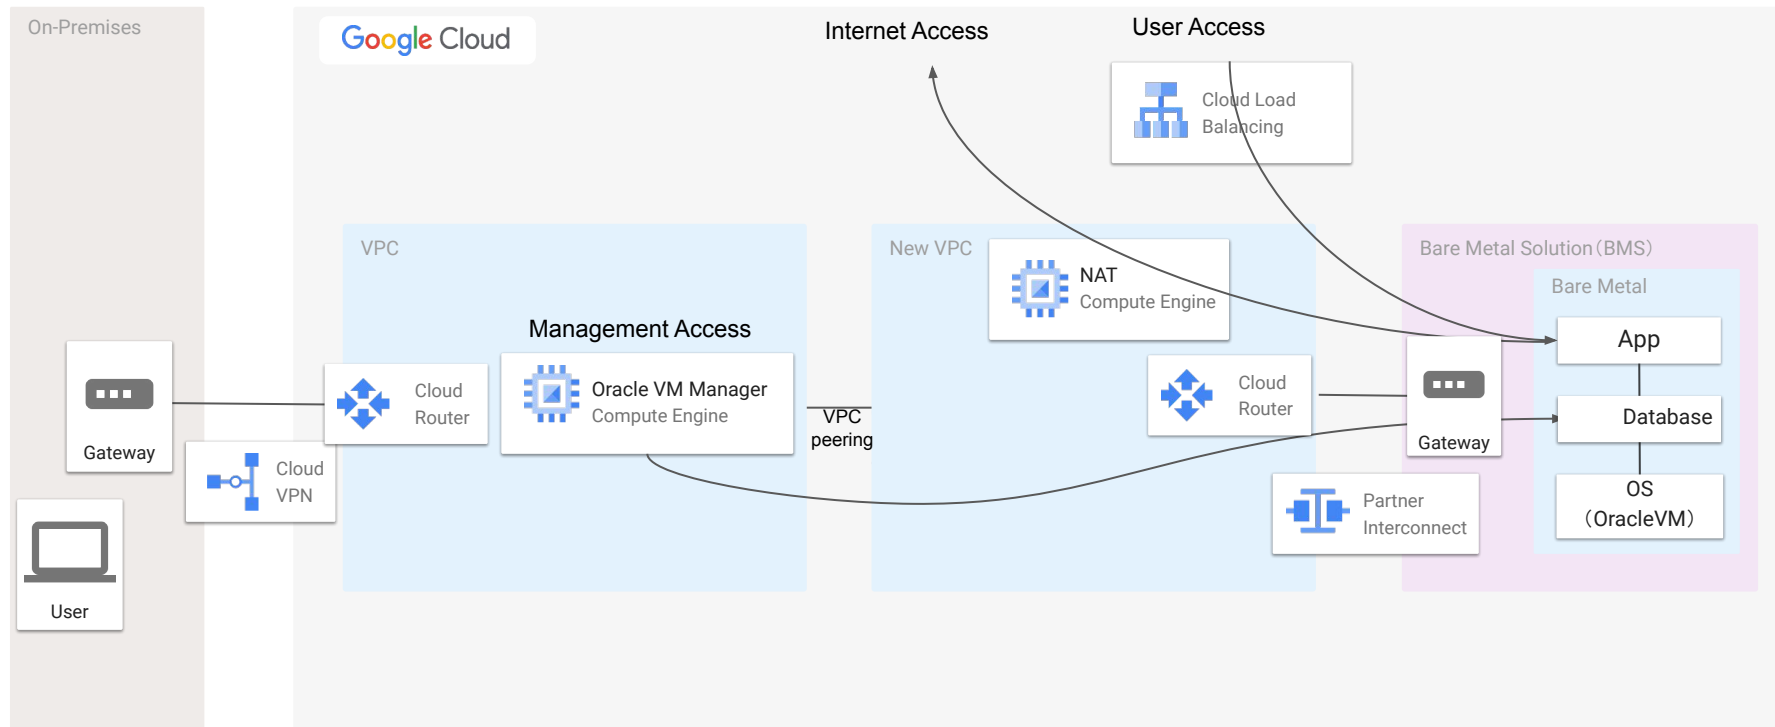 On-Premises
Google Cloud
Internet Access
User Access
Cloud Load
Balancing
VPC
New VPC
Bare Metal Solution（BMS）
NAT
Compute Engine
Bare Metal
Management Access
App
Oracle VM Manager
Compute Engine
Cloud
Router
Cloud
Router
Database
VPC
peering
Gateway
Gateway
Cloud
VPN
Partner
Interconnect
OS
（OracleVM）
User